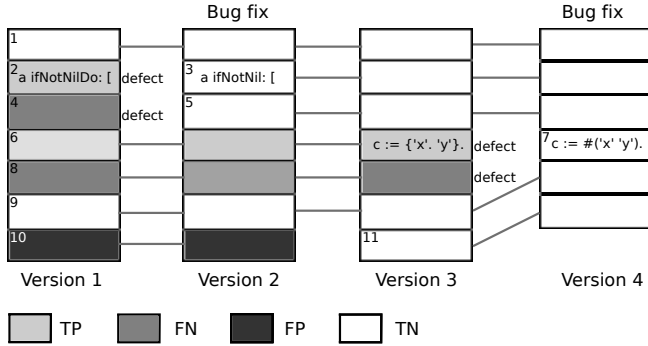 Bug fix Bug fix
1
2 a ifNotNilDo: [ defect 3 a ifNotNil: [
4 defect 5
6 c := {'x'. 'y'}. defect 7 c := #('x' 'y').
8 defect
9
10 11
Version 1 Version 2 Version 3 Version 4
TP FN FP TN